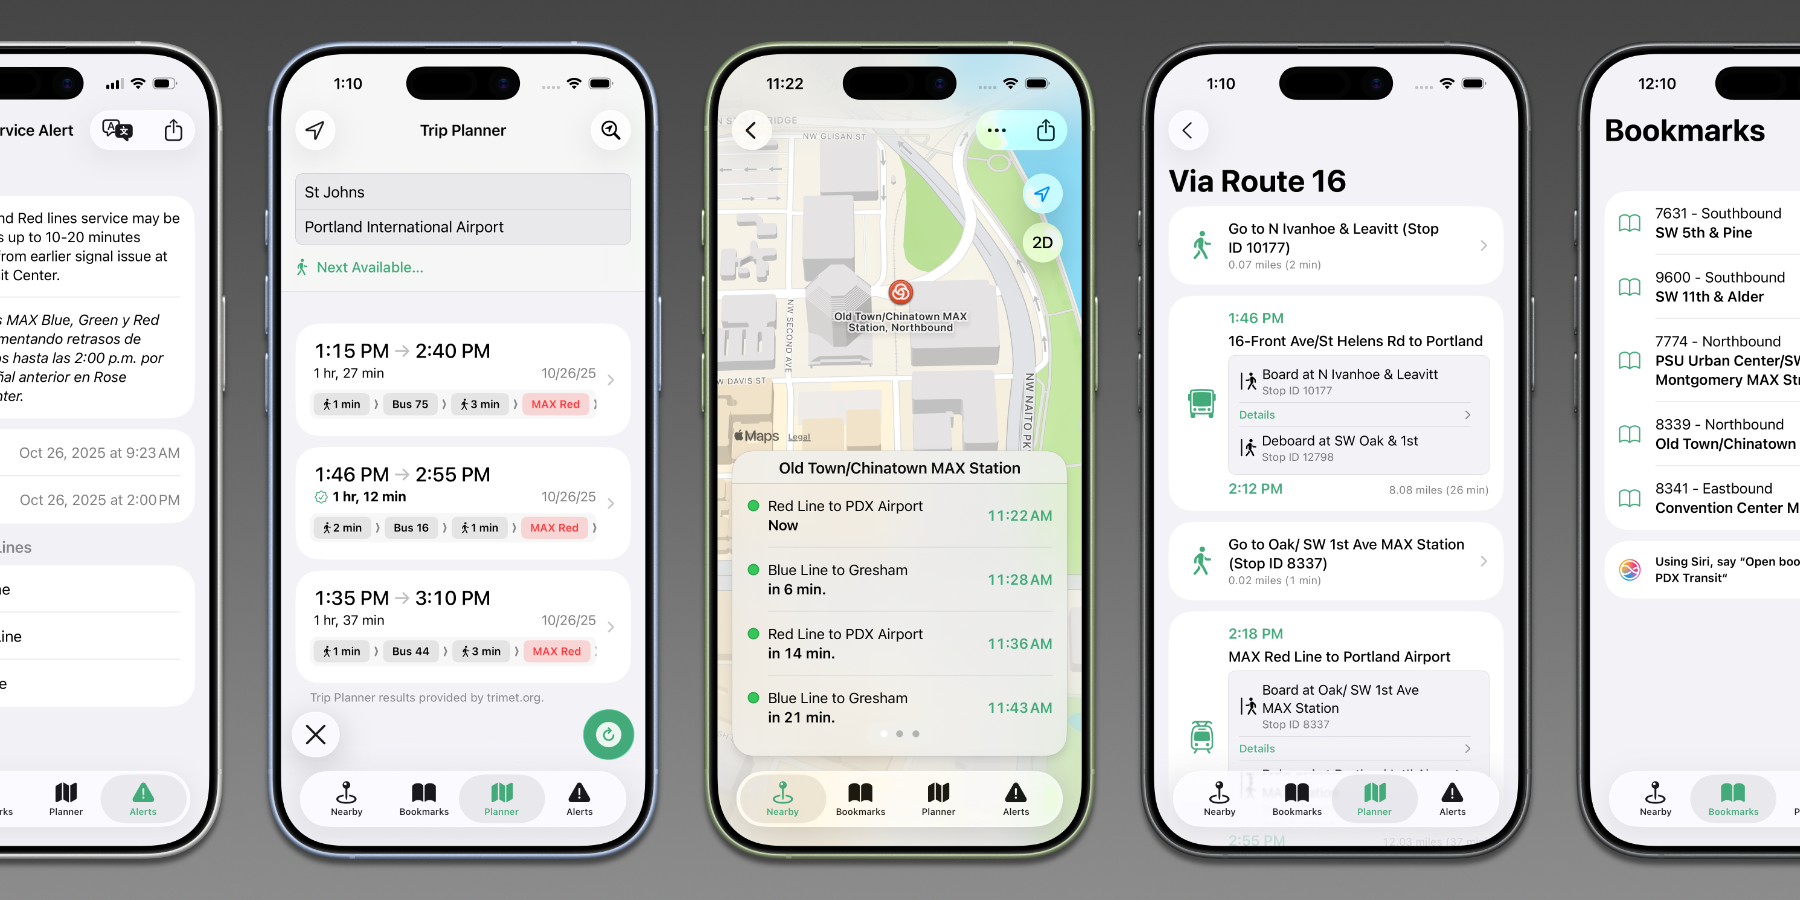 rvice Alert
nd Red lines service may be
s up to 10-20 minutes
from earlier signal issue at
it Center.
s MAX Blue, Green y Red
mentando retrasos de
os hasta las 2:00 p.m. por
ñal anterior en Rose
nter.
Oct 26, 2025 at 9:23 AM
Oct 26, 2025 at 2:00 PM
Lines
ne
Line
e
rks
Planner
Alerts
1:10
Trip Planner
St Johns
Portland International Airport
Next Available...
1:15 PM → 2:40 PM
1 hr, 27 min
10/26/25
1 min
Bus 75
3 min
MAX Red
1:46 PM → 2:55 PM
1 hr, 12 min
10/26/25
2 min
Bus 16
1 min
MAX Red
1:35 PM → 3:10 PM
1 hr, 37 min
10/26/25
1 min
Bus 44
3 min
MAX Red
Trip Planner results provided by trimet.org.
Nearby
Bookmarks
Planner
Alerts
11:22
RIDGE
NW GLISAN ST
2D
Old Town/Chinatown MAX
Station, Northbound
NW SECOND AVE
W DAVIS ST
NW NAITO PK
Maps
Legal
Old Town/Chinatown MAX Station
Red Line to PDX Airport
Now
11:22 AM
Blue Line to Gresham
in 6 min.
11:28 AM
Red Line to PDX Airport
in 14 min.
11:36 AM
Blue Line to Gresham
in 21 min.
11:43 AM
Nearby
Bookmarks
Planner
Alerts
1:10
Via Route 16
Go to N Ivanhoe & Leavitt (Stop
ID 10177)
0.07 miles (2 min)
1:46 PM
16-Front Ave/St Helens Rd to Portland
Board at N Ivanhoe & Leavitt
Stop ID 10177
Details
Deboard at SW Oak & 1st
Stop ID 12798
2:12 PM
8.08 miles (26 min)
Go to Oak/ SW 1st Ave MAX Station
(Stop ID 8337)
0.02 miles (1 min)
2:18 PM
MAX Red Line to Portland Airport
Board at Oak/ SW 1st Ave
MAX Station
Stop ID 8337
Details
Nearby
Bookmarks
Planner
Alerts
2:55 PM
12.03 miles (37 m
12:10
Bookmarks
7631 - Southbound
SW 5th & Pine
9600 - Southbound
SW 11th & Alder
7774 - Northbound
PSU Urban Center/SW
Montgomery MAX St
8339 - Northbound
Old Town/Chinatown
8341 - Eastbound
Convention Center M
Using Siri, say “Open boo
PDX Transit“
Nearby
Bookmarks
P